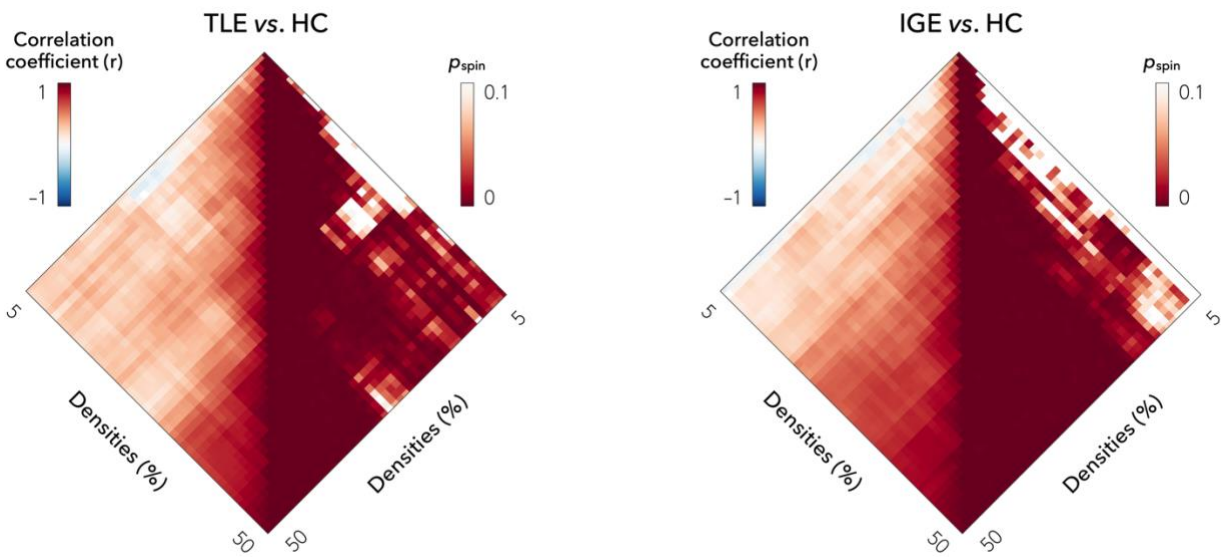 TLE vs. HC
Correlation
coefficient (r)
1
–1
pspin
0.1
0
5
5
Densities (%)
Densities (%)
50
50
IGE vs. HC
Correlation
coefficient (r)
1
–1
pspin
0.1
0
5
5
Densities (%)
Densities (%)
50
50